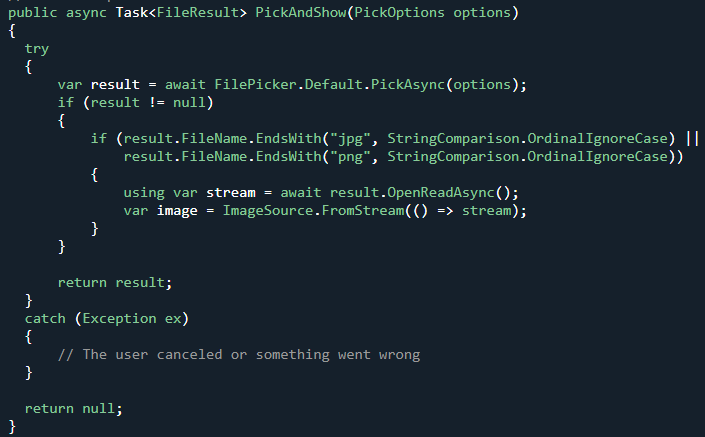 public async Task<FileResult> PickAndShow(PickOptions options)
{
  try
  {
      var result = await FilePicker.Default.PickAsync(options);
      if (result != null)
      {
          if (result.FileName.EndsWith("jpg", StringComparison.OrdinalIgnoreCase) ||
              result.FileName.EndsWith("png", StringComparison.OrdinalIgnoreCase))
          {
              using var stream = await result.OpenReadAsync();
              var image = ImageSource.FromStream(() => stream);
          }
      }

      return result;
  }
  catch (Exception ex)
  {
      // The user canceled or something went wrong
  }

  return null;
}